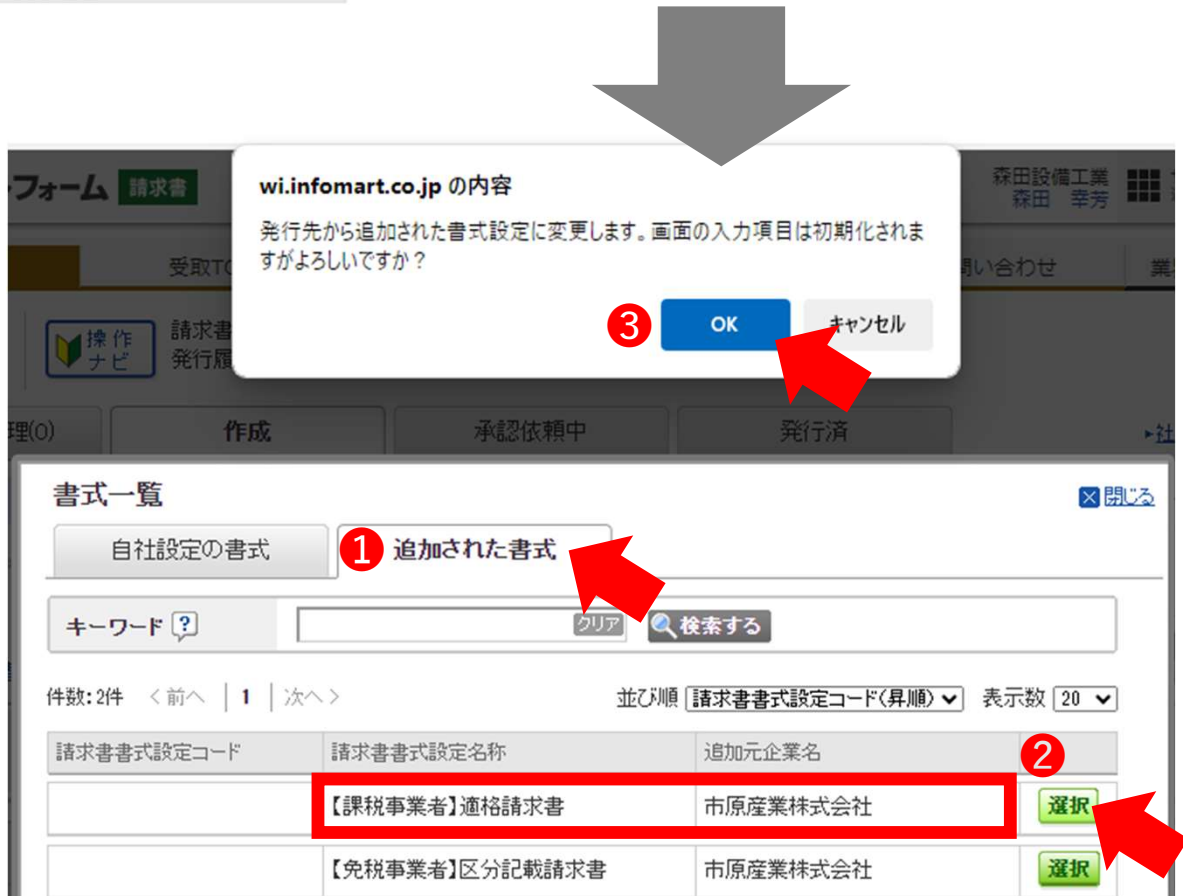 フォーム 請求書
wi.infomart.co.jp の内容
発行先から追加された書式設定に変更します。画面の入力項目は初期化されま
すがよろしいですか？
❸ OK キャンセル
森田設備工業
森田 幸芳
受取TO
問い合わせ 業
操作
ナビ
請求書
発行履
理(0) 作成 承認依頼中 発行済 ▸社
書式一覧 閉じる
自社設定の書式 ❶ 追加された書式
キーワード ? クリア 検索する
件数: 2件 <前へ | 1 | 次へ> 並び順 請求書書式設定コード(昇順) 表示数 20
請求書書式設定コード 請求書書式設定名称 追加元企業名 ❷
【課税事業者】適格請求書 市原産業株式会社 選択
【免税事業者】区分記載請求書 市原産業株式会社 選択